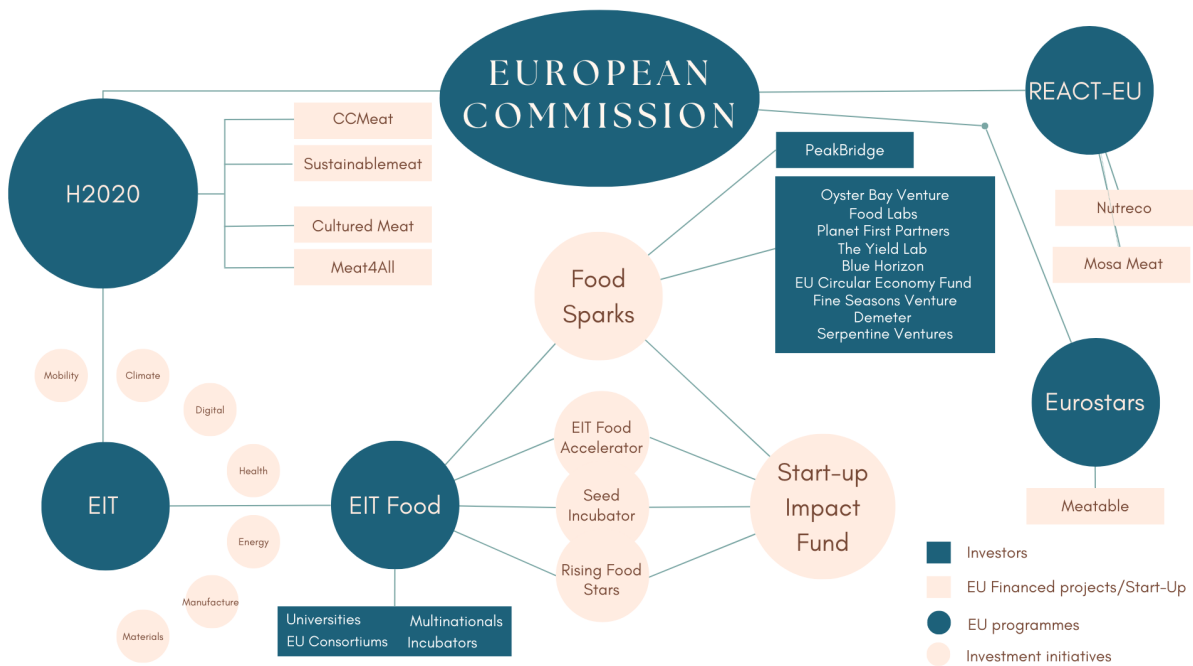 EUROPEAN
COMMISSION
REACT-EU
H2020
CCMeat
Sustainablemeat
Cultured Meat
Meat4All
PeakBridge
Oyster Bay Venture
Food Labs
Planet First Partners
The Yield Lab
Blue Horizon
EU Circular Economy Fund
Fine Seasons Venture
Demeter
Serpentine Ventures
Nutreco
Mosa Meat
Food
Sparks
Mobility
Climate
Digital
Health
Energy
Manufacture
Materials
Eurostars
Meatable
EIT
EIT Food
EIT Food
Accelerator
Seed
Incubator
Rising Food
Stars
Start-up
Impact
Fund
Universities
Multinationals
EU Consortiums
Incubators
Investors
EU Financed projects/Start-Up
EU programmes
Investment initiatives